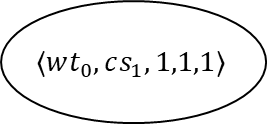 ⟨wt₀, cs₁, 1,1,1⟩